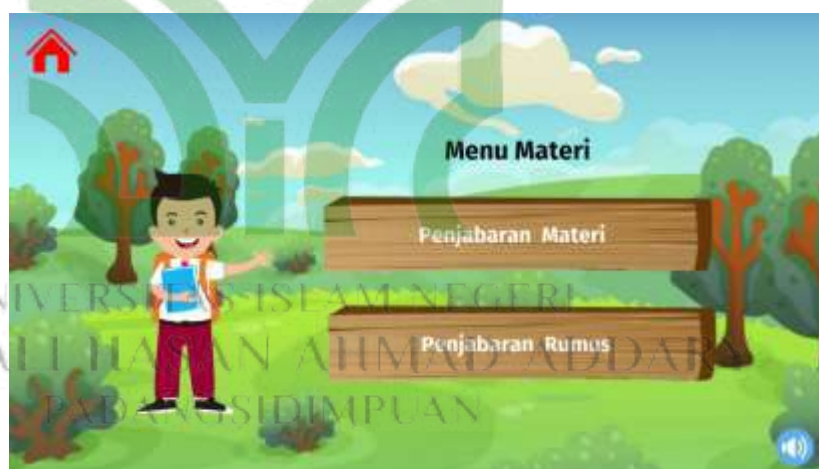 Menu Materi
Penjabaran Materi
Penjabaran Rumus
UNIVERSITAS ISLAM NEGERI
ALI HASAN AHMAD ADDARY
PADANGSIDIMPUAN